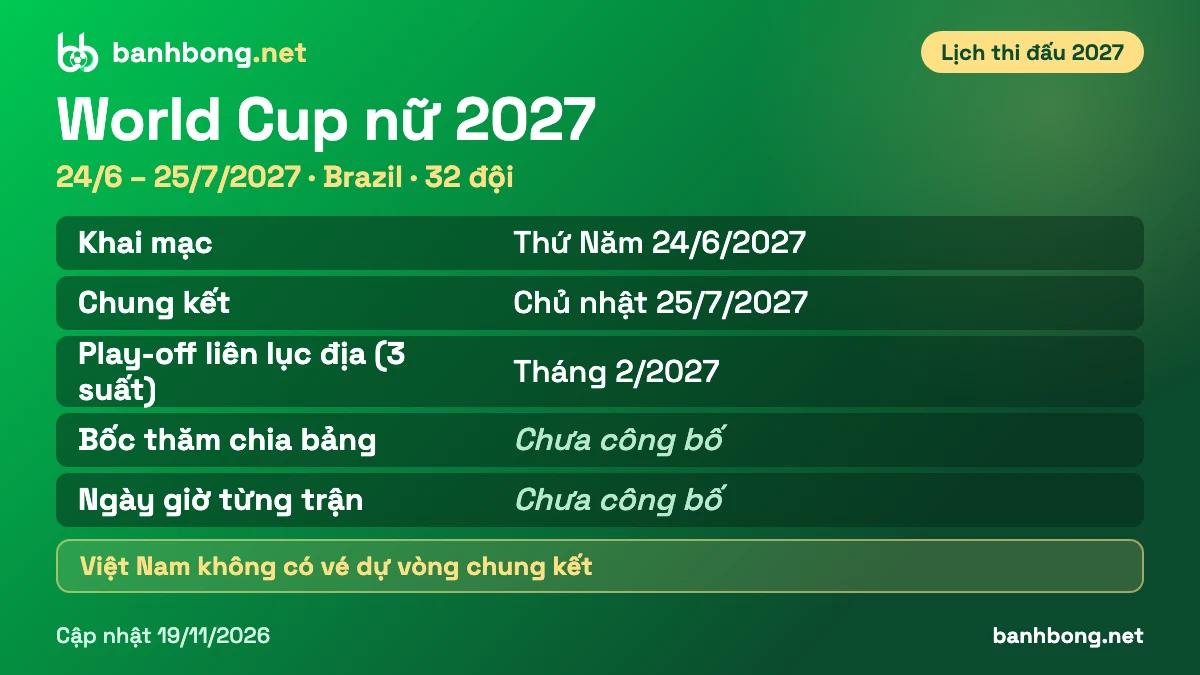 banhbong.net
Lịch thi đấu 2027
World Cup nữ 2027
24/6 – 25/7/2027 · Brazil · 32 đội
Khai mạc
Thứ Năm 24/6/2027
Chung kết
Chủ nhật 25/7/2027
Play-off liên lục địa (3
suất)
Tháng 2/2027
Bốc thăm chia bảng
Chưa công bố
Ngày giờ từng trận
Chưa công bố
Việt Nam không có vé dự vòng chung kết
Cập nhật 19/11/2026
banhbong.net